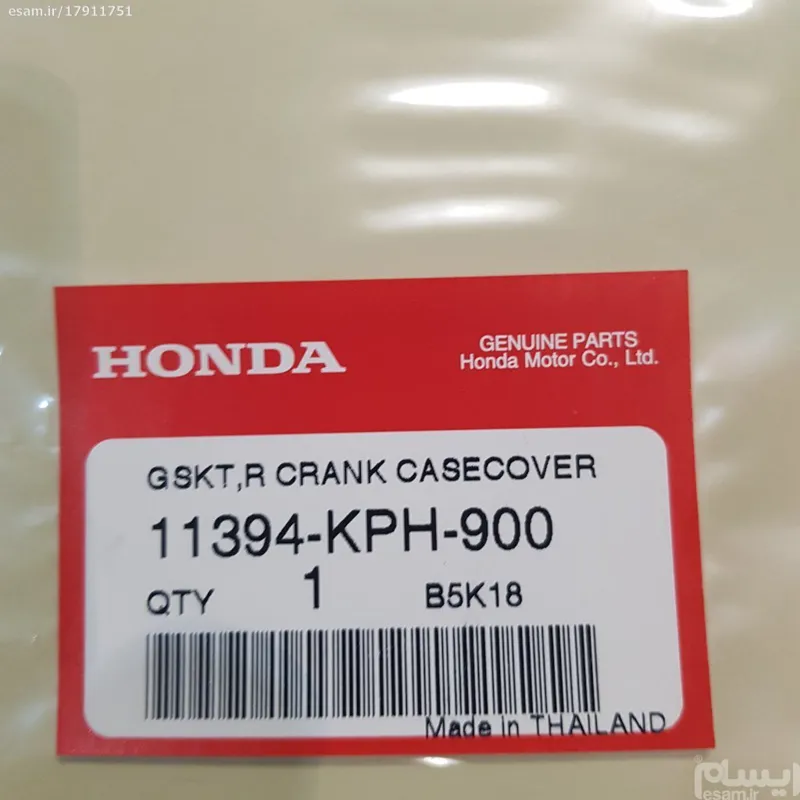 esam.ir/17911751
HONDA
GENUINE PARTS
Honda Motor Co., Ltd.
GSKT,R CRANK CASECOVER
11394-KPH-900
QTY 1 B5K18
Made in THAILAND
ایسام
esam.ir